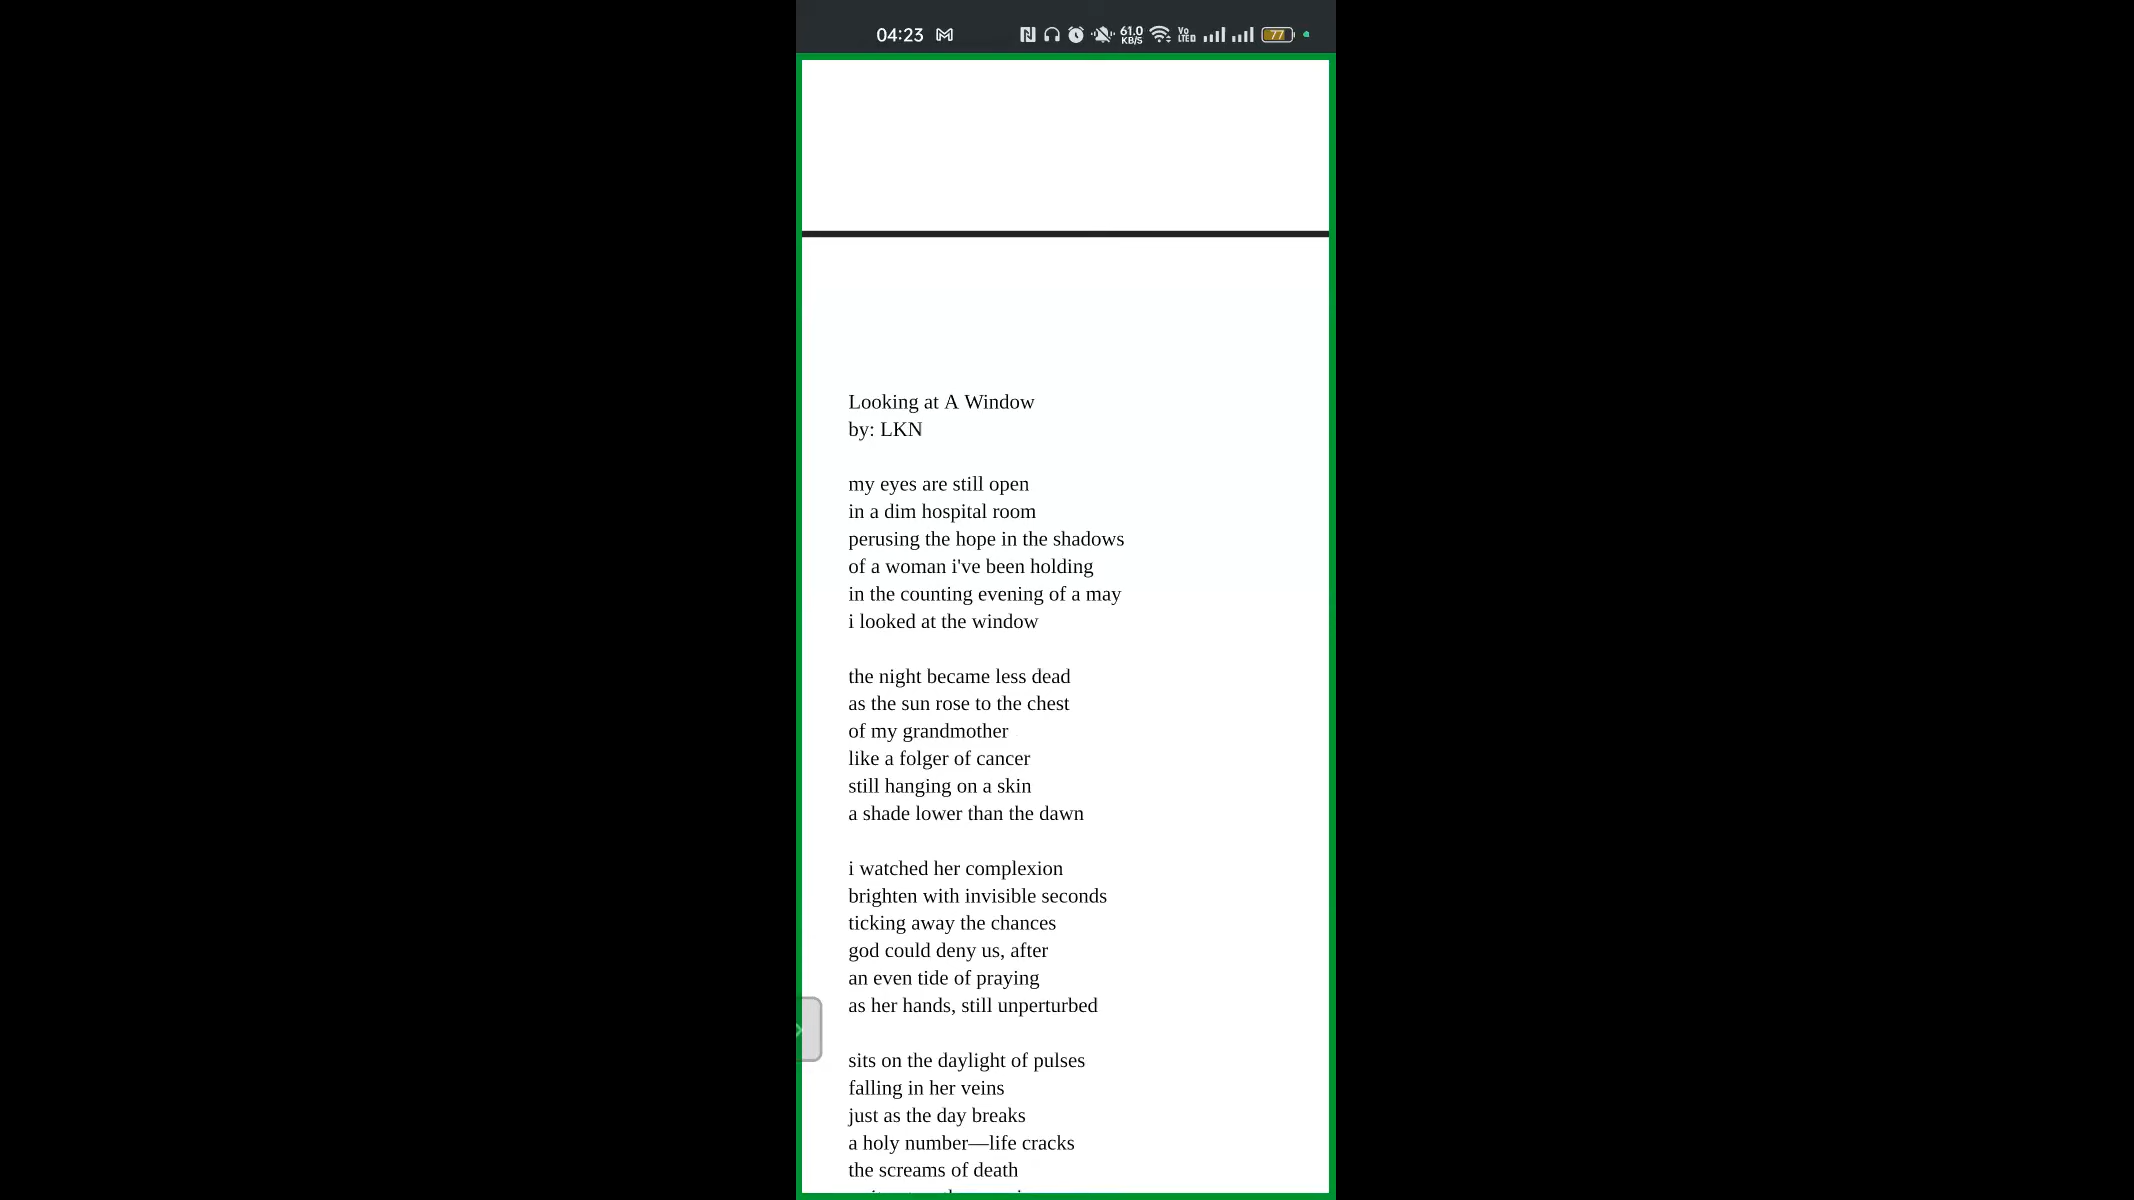 04:23
61.0
KB/S
Vo
LTE
77
Looking at A Window
by: LKN
my eyes are still open
in a dim hospital room
perusing the hope in the shadows
of a woman i've been holding
in the counting evening of a may
i looked at the window
the night became less dead
as the sun rose to the chest
of my grandmother
like a folger of cancer
still hanging on a skin
a shade lower than the dawn
i watched her complexion
brighten with invisible seconds
ticking away the chances
god could deny us, after
an even tide of praying
as her hands, still unperturbed
sits on the daylight of pulses
falling in her veins
just as the day breaks
a holy number—life cracks
the screams of death